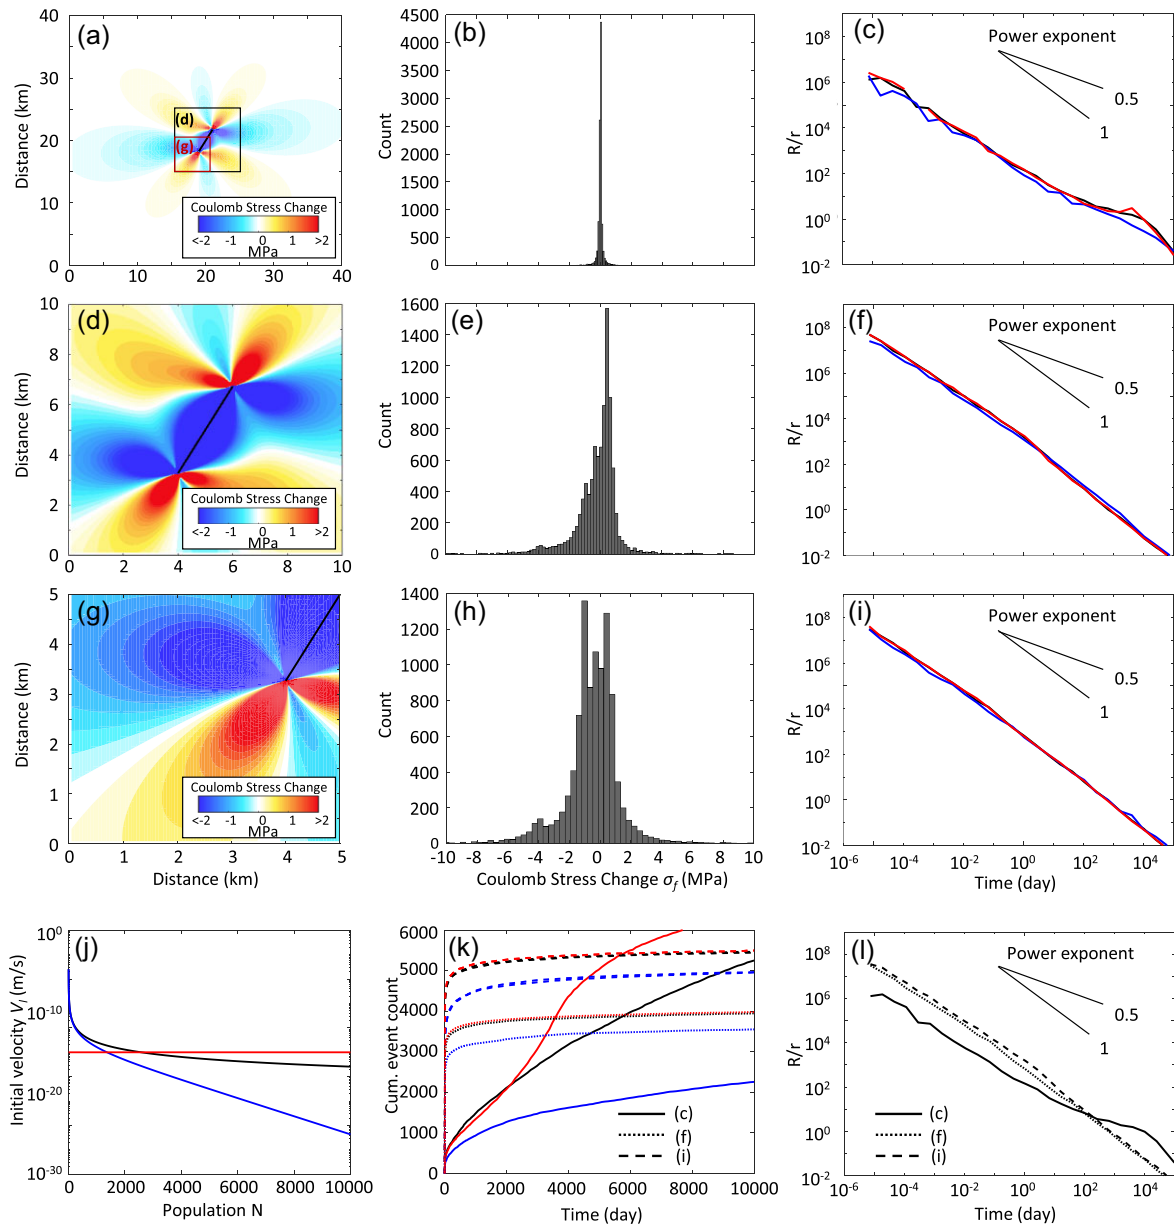 (a)
Distance (km)
40
30
20
10
0
(d)
(g)
Coulomb Stress Change
<-2 -1 0 1 >2
MPa
0 10 20 30 40
(b)
Count
4500
4000
3500
3000
2500
2000
1500
1000
500
0
(c)
R/r
10^8
10^6
10^4
10^2
10^0
10^-2
Power exponent
0.5
1
(d)
Distance (km)
10
8
6
4
2
0
Coulomb Stress Change
<-2 -1 0 1 >2
MPa
0 2 4 6 8 10
(e)
Count
1600
1400
1200
1000
800
600
400
200
0
(f)
R/r
10^8
10^6
10^4
10^2
10^0
10^-2
Power exponent
0.5
1
(g)
Distance (km)
5
4
3
2
1
0
Coulomb Stress Change
<-2 -1 0 1 >2
MPa
0 1 2 3 4 5
Distance (km)
(h)
Count
1400
1200
1000
800
600
400
200
0
-10 -8 -6 -4 -2 0 2 4 6 8 10
Coulomb Stress Change σf (MPa)
(i)
R/r
10^8
10^6
10^4
10^2
10^0
10^-2
Power exponent
0.5
1
10^-6 10^-4 10^-2 10^0 10^2 10^4
Time (day)
(j)
Initial velocity Vi (m/s)
10^0
10^-10
10^-20
10^-30
0 2000 4000 6000 8000 10000
Population N
(k)
Cum. event count
6000
5000
4000
3000
2000
1000
0
(c)
(f)
(i)
0 2000 4000 6000 8000 10000
Time (day)
(l)
R/r
10^8
10^6
10^4
10^2
10^0
10^-2
Power exponent
0.5
1
(c)
(f)
(i)
10^-6 10^-4 10^-2 10^0 10^2 10^4
Time (day)